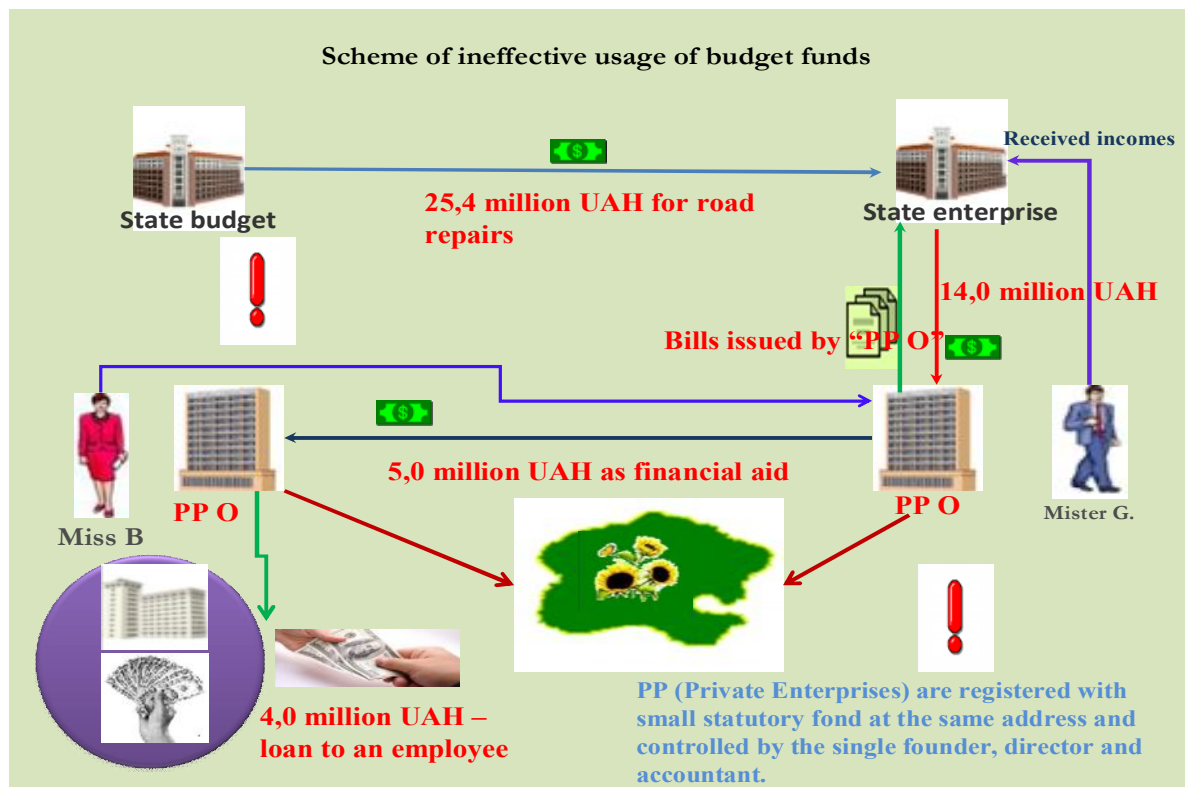 Scheme of ineffective usage of budget funds
Received incomes
State budget
25,4 million UAH for road
repairs
State enterprise
14,0 million UAH
Bills issued by “PP O”
5,0 million UAH as financial aid
Miss B
PP O
PP O
Mister G.
4,0 million UAH –
loan to an employee
PP (Private Enterprises) are registered with
small statutory fond at the same address and
controlled by the single founder, director and
accountant.